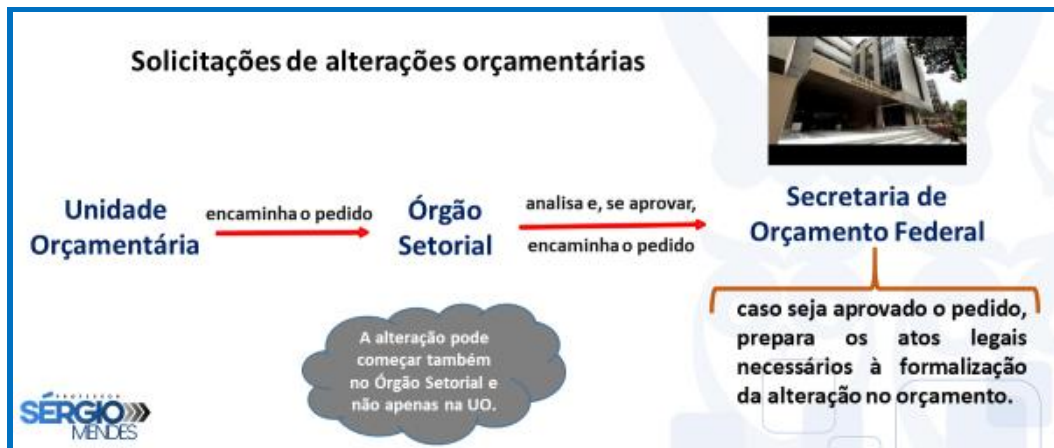 Solicitações de alterações orçamentárias
Unidade
Orçamentária
encaminha o pedido
Órgão
Setorial
analisa e, se aprovar,
encaminha o pedido
Secretaria de
Orçamento Federal
caso seja aprovado o pedido,
prepara os atos legais
necessários à formalização
da alteração no orçamento.
A alteração pode
começar também
no Órgão Setorial e
não apenas na UO.
PROFESSOR
SÉRGIO
MENDES